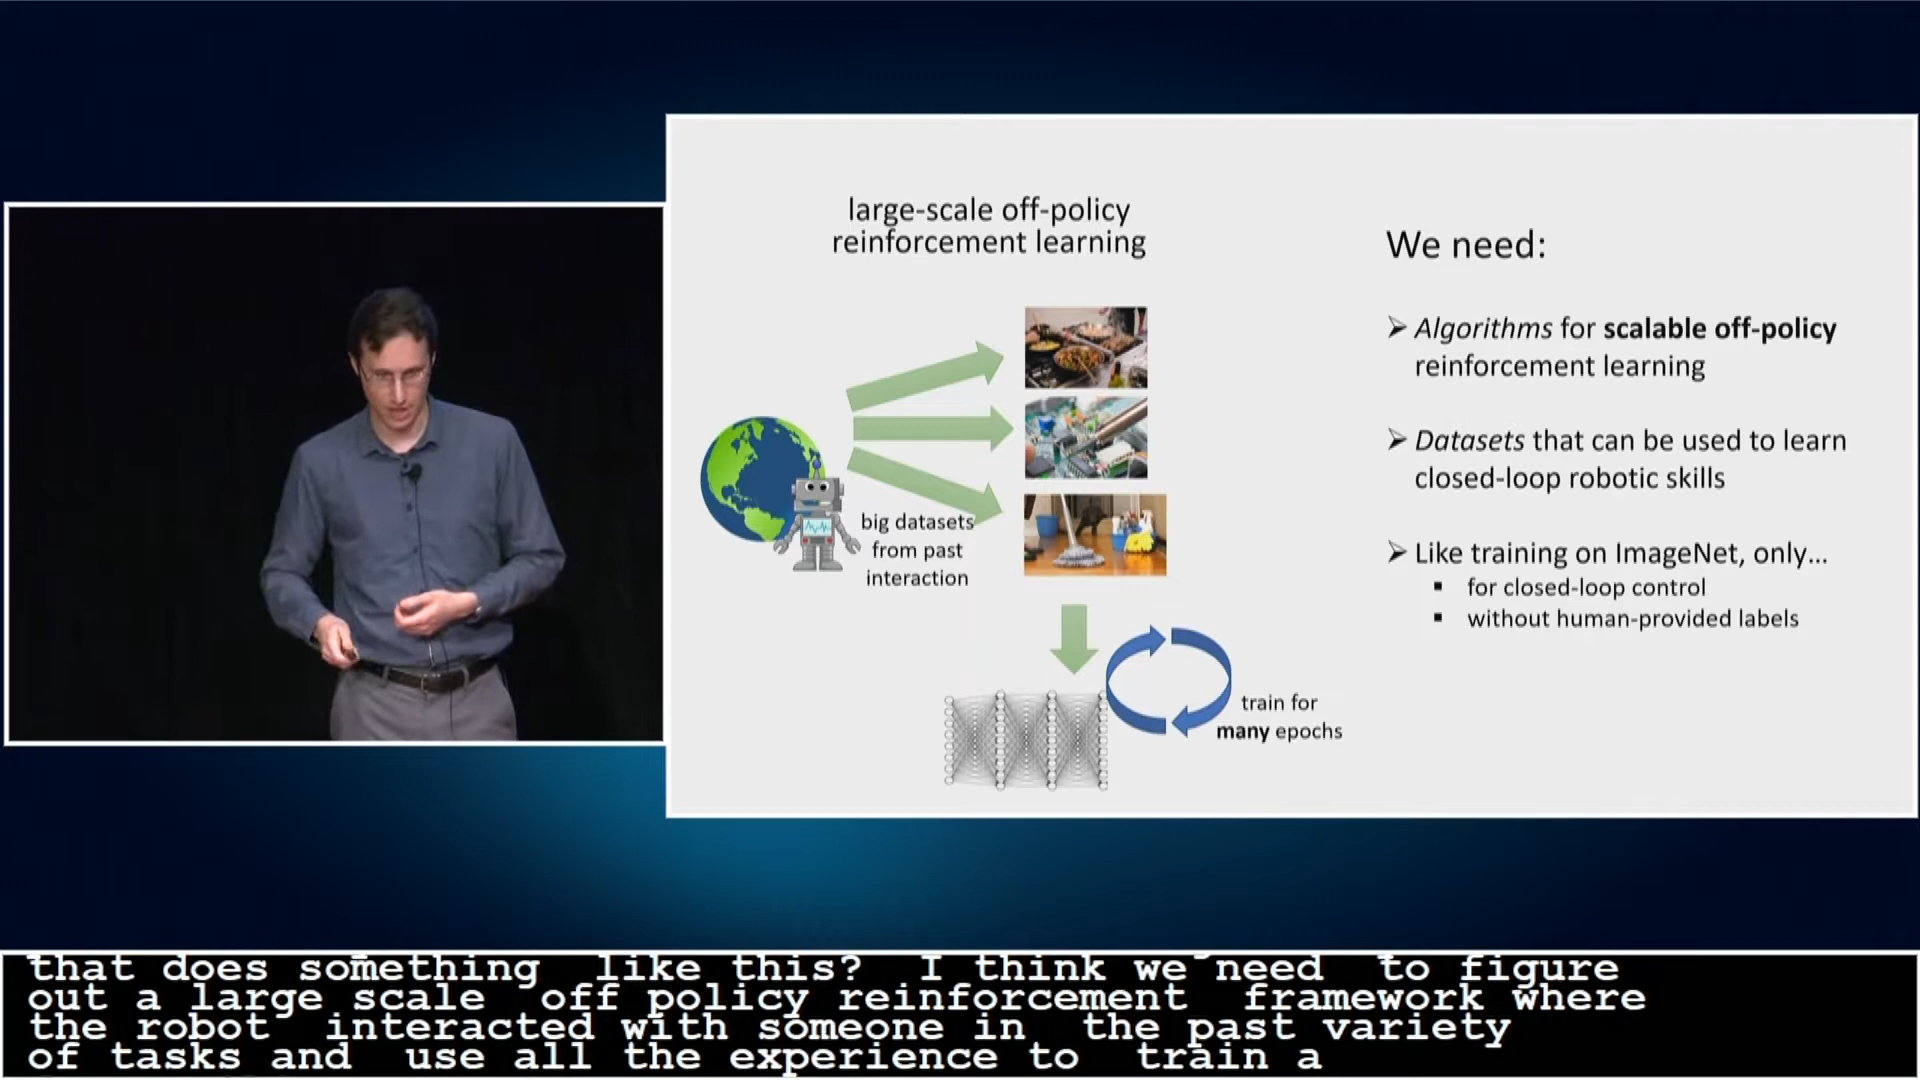 large-scale off-policy
reinforcement learning
big datasets
from past
interaction
train for
many epochs
We need:
➢ Algorithms for scalable off-policy
reinforcement learning
➢ Datasets that can be used to learn
closed-loop robotic skills
➢ Like training on ImageNet, only…
▪ for closed-loop control
▪ without human-provided labels
that does something like this? I think we need to figure
out a large scale off policy reinforcement framework where
the robot interacted with someone in the past variety
of tasks and use all the experience to train a